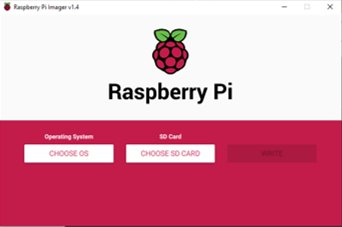 Raspberry Pi Imager v1.4
Raspberry Pi
Operating System
SD Card
CHOOSE OS
CHOOSE SD CARD
WRITE